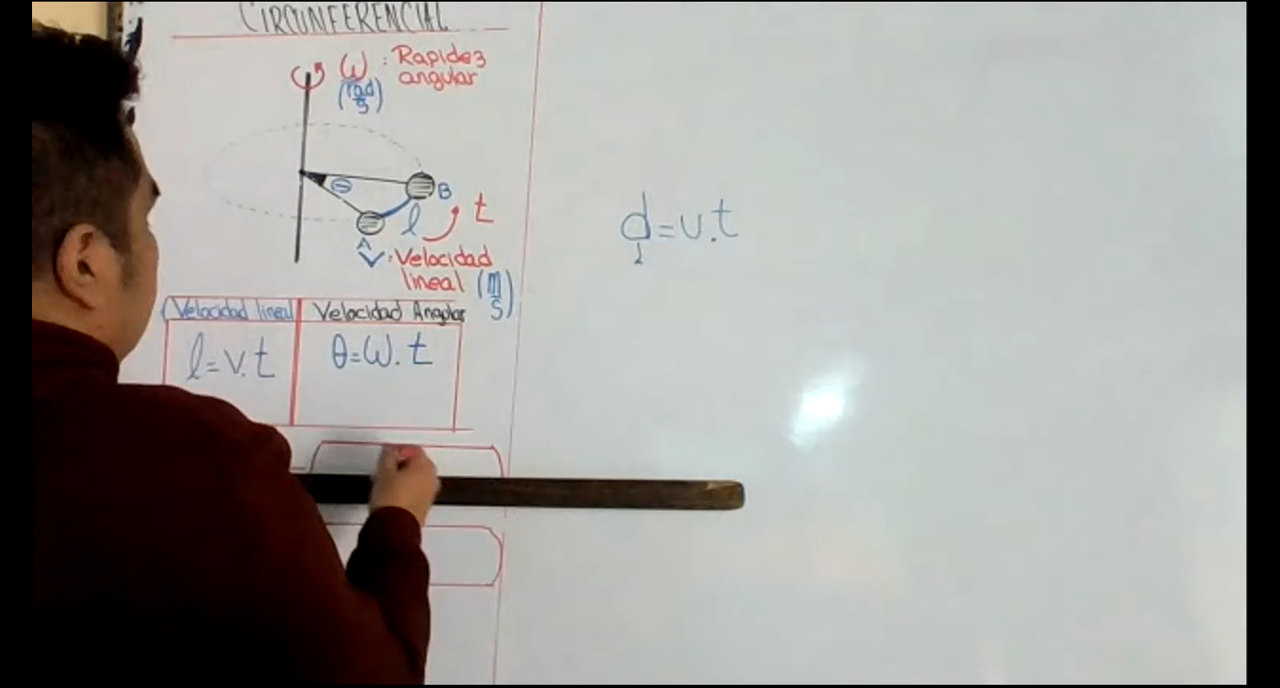 CIRCUNFERENCIAL
ω : Rapidez
angular
(rad/s)
θ
B
l
t
A
V: Velocidad
lineal (m/s)
Velocidad lineal
Velocidad Angular
l=v.t
θ=ω.t
d=v.t